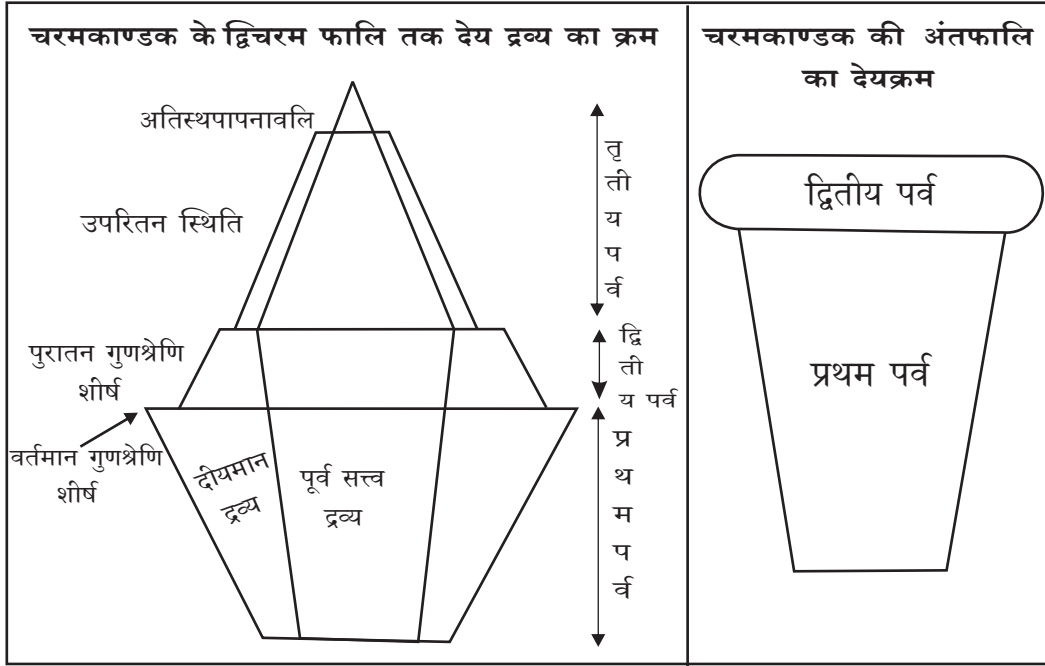 चरमकाण्डक के द्विचरम फालि तक देय द्रव्य का क्रम
अतिस्थपापनावलि
उपरितन स्थिति
पुरातन गुणश्रेणि
शीर्ष
वर्तमान गुणश्रेणि
शीर्ष
दीयमान
द्रव्य
पूर्व सत्त्व
द्रव्य
तृ
ती
य
प
र्व
द्वि
ती
य पर्व
प्र
थ
म
प
र्व
चरमकाण्डक की अंतफालि
का देयक्रम
द्वितीय पर्व
प्रथम पर्व